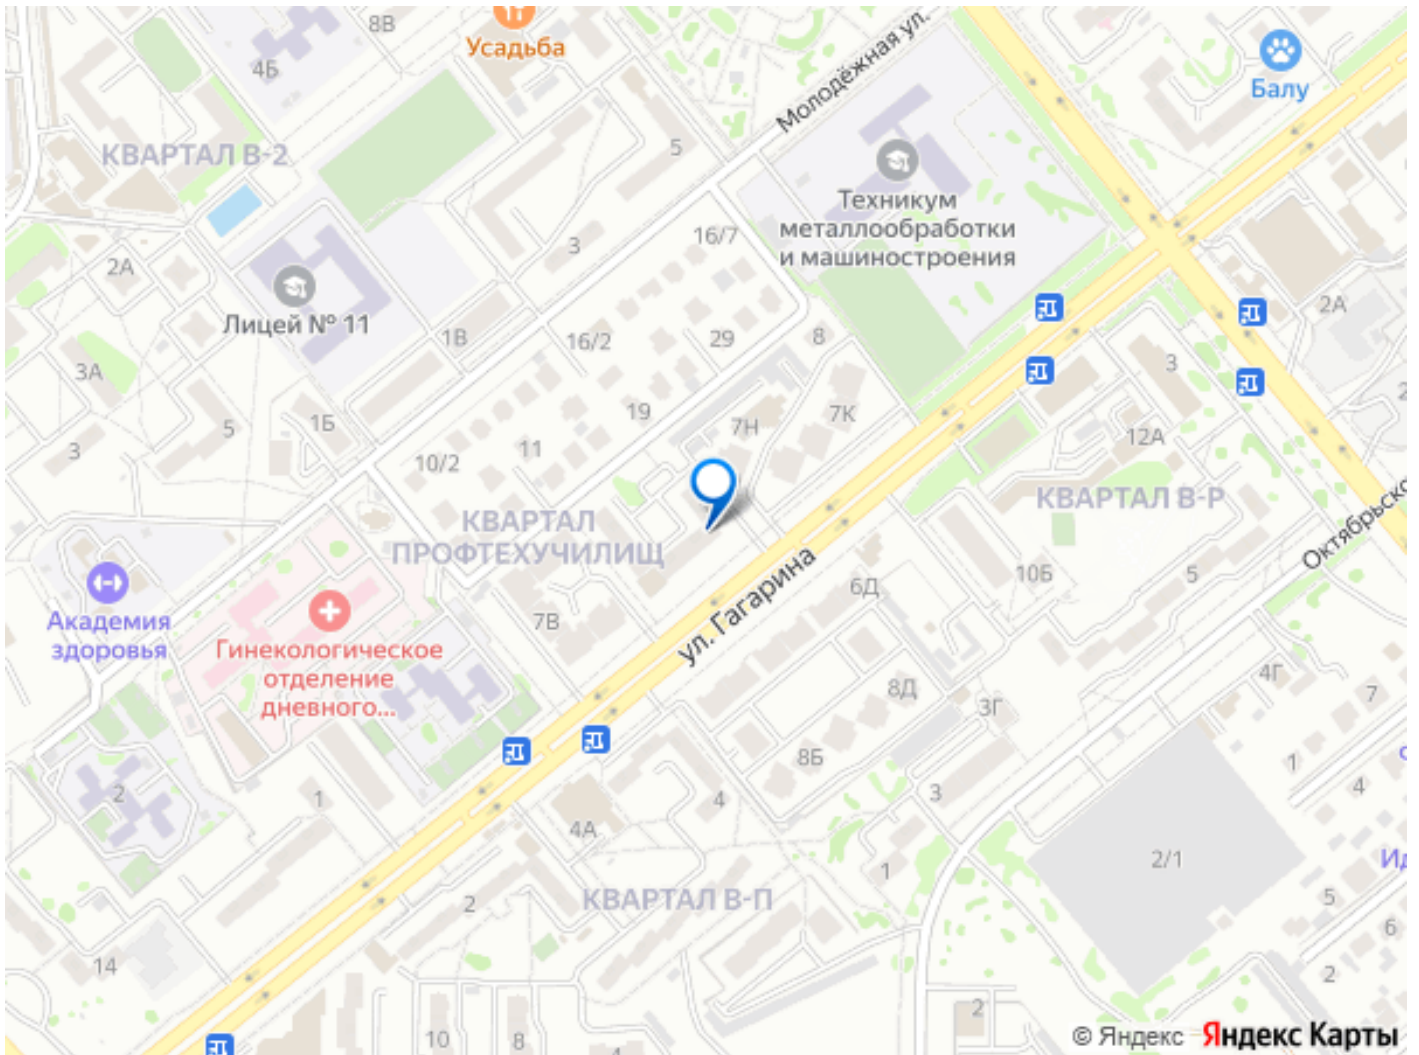 8В
Усадьба
4Б
Молодёжная ул.
Балу
КВАРТАЛ В-2
5
Техникум
металлообработки
и машиностроения
16/7
3
2А
Лицей № 11
1В
16/2
29
8
2А
3А
3
19
7Н
7К
5
1Б
3
10/2
11
12А
КВАРТАЛ
ПРОФТЕХУЧИЛИЩ
КВАРТАЛ В-Р
Октябрьско
Академия
здоровья
Гинекологическое
отделение
дневного...
7В
ул. Гагарина
6Д
10Б
5
8Д
3Г
4Г
7
8Б
1
4
2
1
4
3
4А
2/1
1
Ид
КВАРТАЛ В-П
2
5
6
14
2
10
8
2
4
© Яндекс Яндекс Карты